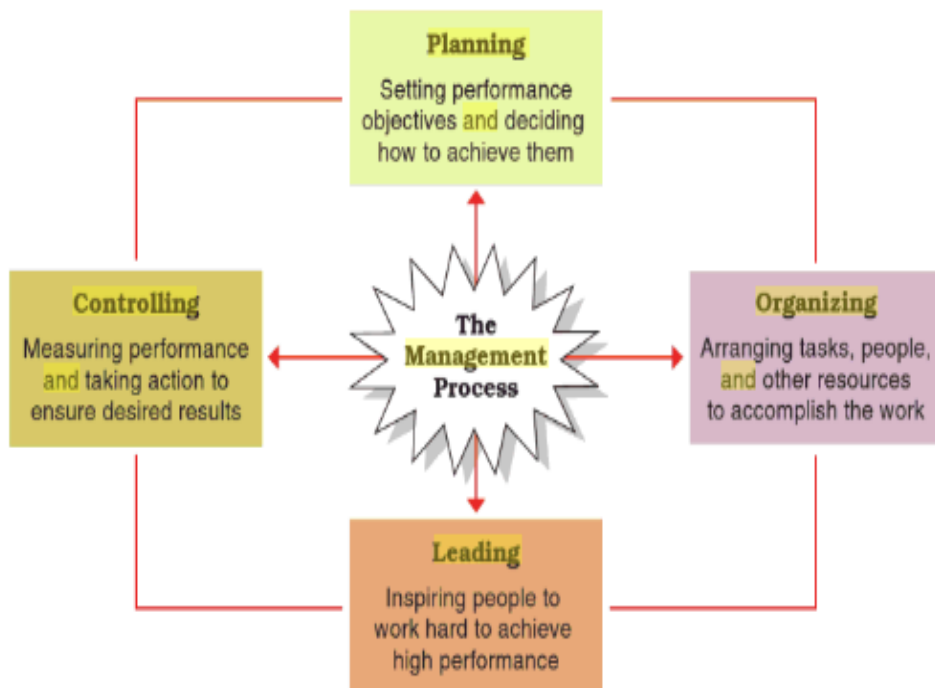 Planning
Setting performance
objectives and deciding
how to achieve them
Controlling
Measuring performance
and taking action to
ensure desired results
The
Management
Process
Organizing
Arranging tasks, people,
and other resources
to accomplish the work
Leading
Inspiring people to
work hard to achieve
high performance